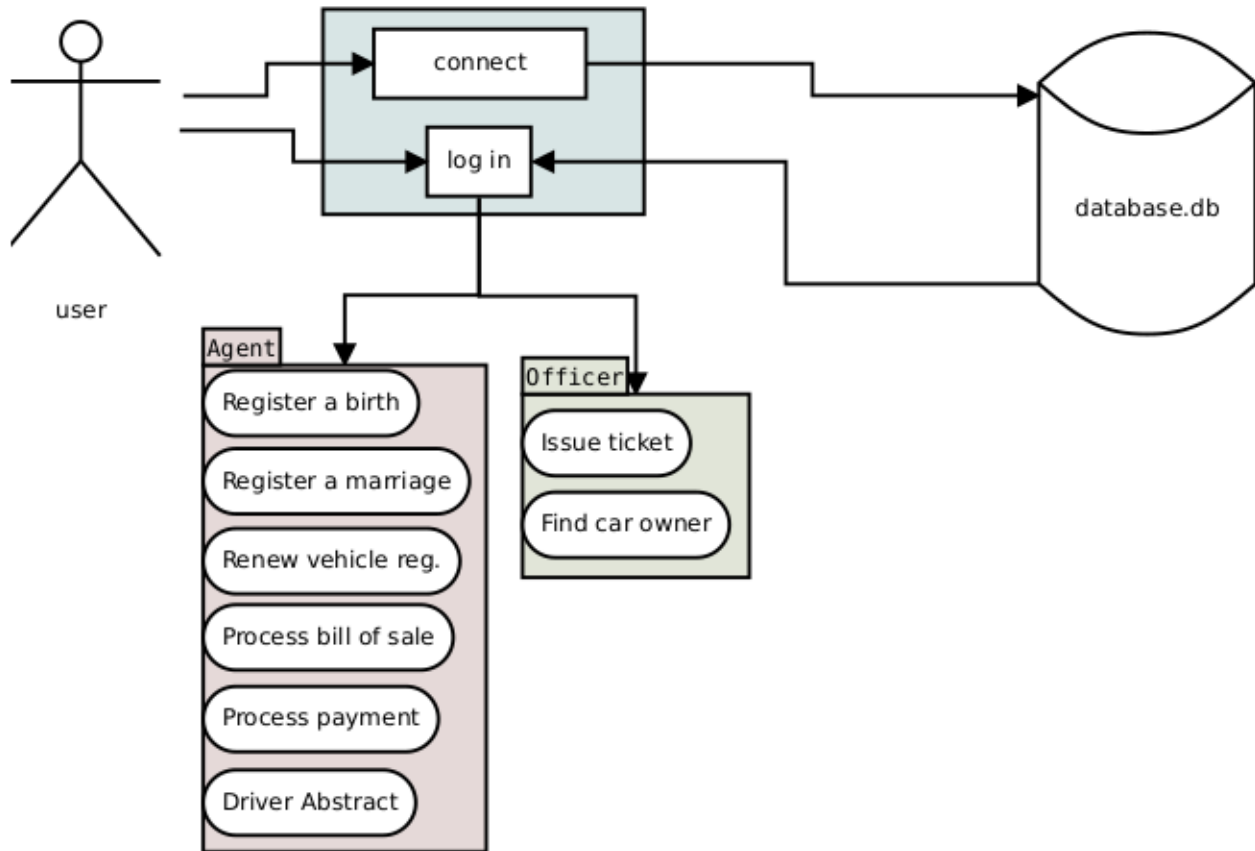 connect
log in
database.db
user
Agent
Register a birth
Register a marriage
Renew vehicle reg.
Process bill of sale
Process payment
Driver Abstract
Officer
Issue ticket
Find car owner